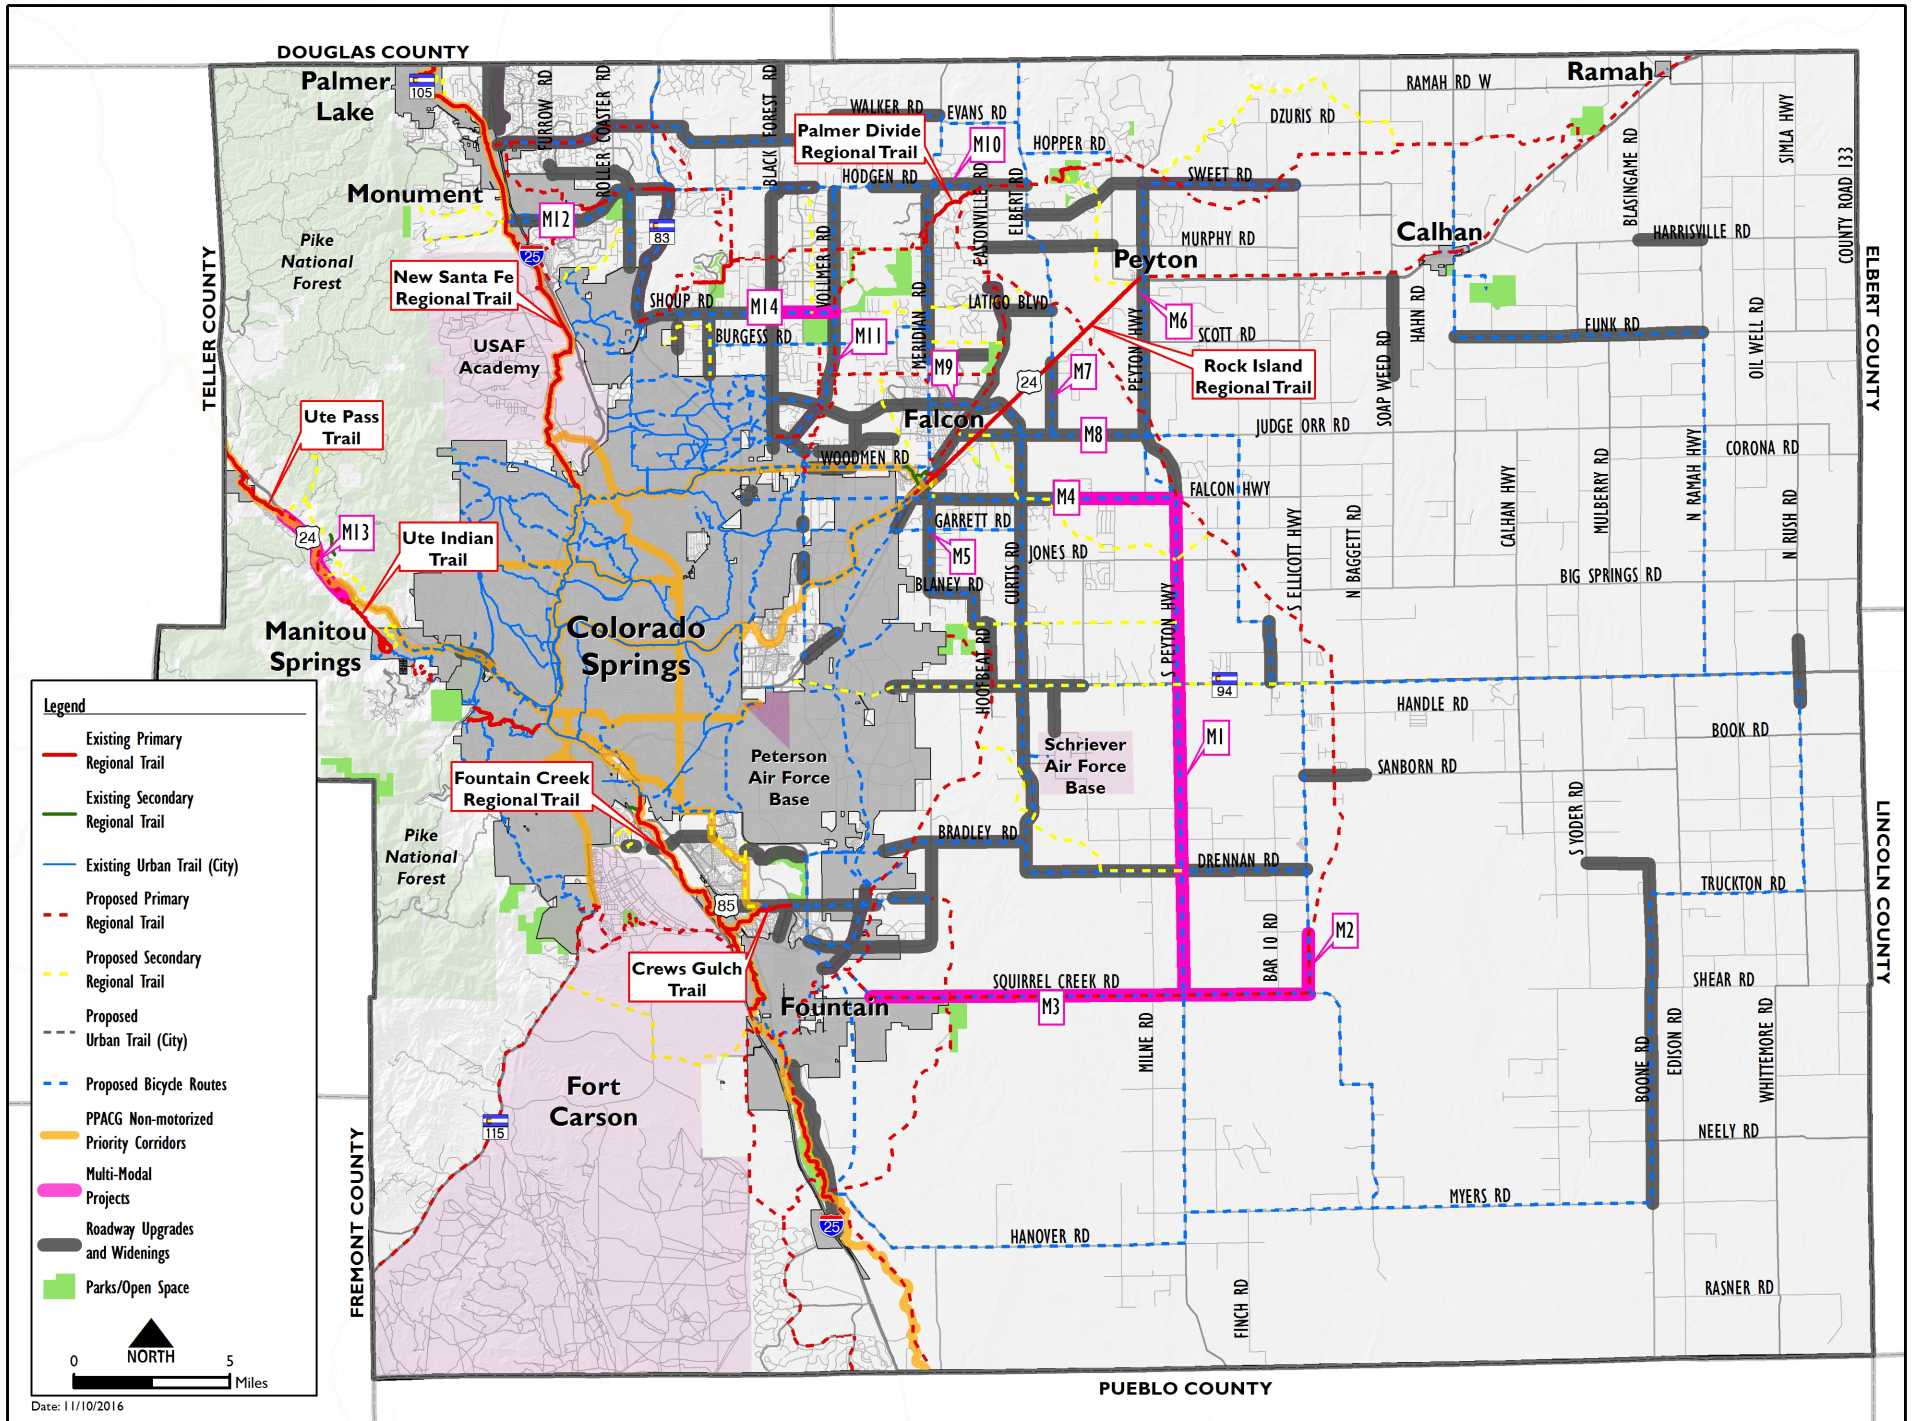 DOUGLAS COUNTY
Palmer
Lake
105
FURROW RD
ROLLER COASTER RD
BLACK FOREST RD
WALKER RD
EVANS RD
Palmer Divide
Regional Trail
M10
HOPPER RD
RAMAH RD W
Ramah
DZURIS RD
SIMLA HWY
BLASINGAME RD
COUNTY ROAD 133
Monument
HODGEN RD
EASTONVILLE RD
ELBERT RD
SWEET RD
M12
83
VOLLMER RD
MURPHY RD
Calhan
HARRISVILLE RD
Pike
National
Forest
25
New Santa Fe
Regional Trail
SHOUP RD
M14
MERIDIAN RD
LATIGO BLVD
Peyton
PEYTON HWY
M6
SCOTT RD
HAHN RD
SOAP WEED RD
FUNK RD
OIL WELL RD
ELBERT COUNTY
TELLER COUNTY
USAF
Academy
BURGESS RD
M11
M9
24
M7
Rock Island
Regional Trail
Ute Pass
Trail
Falcon
M8
JUDGE ORR RD
CORONA RD
WOODMEN RD
M4
FALCON HWY
CALHAN HWY
MULBERRY RD
N RAMAH HWY
N RUSH RD
24
M13
Ute Indian
Trail
GARRETT RD
M5
JONES RD
CURTIS RD
BLANEY RD
S ELLICOTT HWY
N BAGGETT RD
BIG SPRINGS RD
Manitou
Springs
Colorado
Springs
HOOFBEAT RD
S PEYTON HWY
94
HANDLE RD
BOOK RD
M1
Peterson
Air Force
Base
Schriever
Air Force
Base
SANBORN RD
Fountain Creek
Regional Trail
Pike
National
Forest
BRADLEY RD
DRENNAN RD
S YODER RD
TRUCKTON RD
LINCOLN COUNTY
85
BAR 10 RD
M2
Crews Gulch
Trail
Fountain
SQUIRREL CREEK RD
M3
SHEAR RD
MILNE RD
BOONE RD
EDISON RD
WHITTEMORE RD
Fort
Carson
115
NEELY RD
MYERS RD
25
HANOVER RD
FREMONT COUNTY
FINCH RD
RASNER RD
PUEBLO COUNTY
Legend
Existing Primary
Regional Trail
Existing Secondary
Regional Trail
Existing Urban Trail (City)
Proposed Primary
Regional Trail
Proposed Secondary
Regional Trail
Proposed
Urban Trail (City)
Proposed Bicycle Routes
PPACG Non-motorized
Priority Corridors
Multi-Modal
Projects
Roadway Upgrades
and Widenings
Parks/Open Space
NORTH
0 5
Miles
Date: 11/10/2016